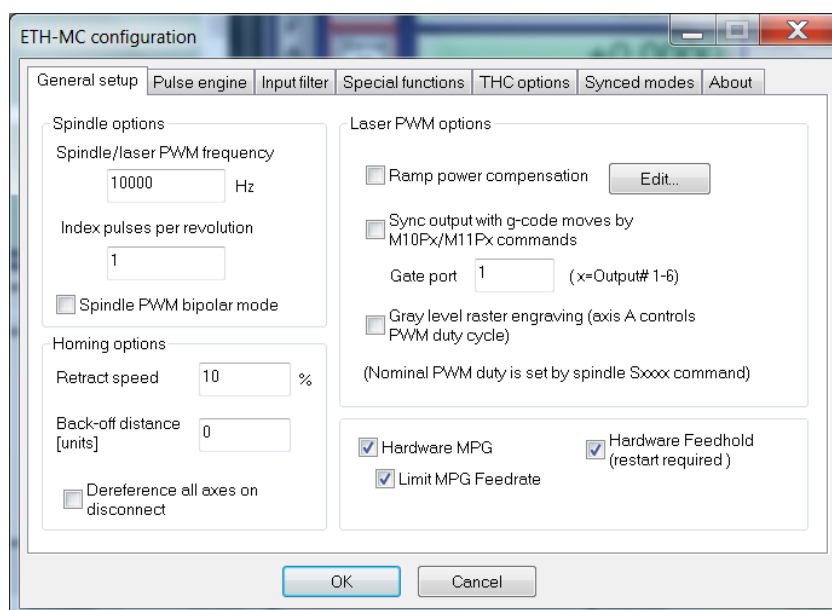 ETH-MC configuration
General setup
Pulse engine
Input filter
Special functions
THC options
Synced modes
About
Spindle options
Spindle/laser PWM frequency
10000 Hz
Index pulses per revolution
1
Spindle PWM bipolar mode
Homing options
Retract speed 10 %
Back-off distance
[units] 0
Dereference all axes on
disconnect
Laser PWM options
Ramp power compensation Edit...
Sync output with g-code moves by
M10Px/M11Px commands
Gate port 1 (x=Output# 1-6)
Gray level raster engraving (axis A controls
PWM duty cycle)
(Nominal PWM duty is set by spindle Sxxxx command)
Hardware MPG
Limit MPG Feedrate
Hardware Feedhold
(restart required )
OK
Cancel